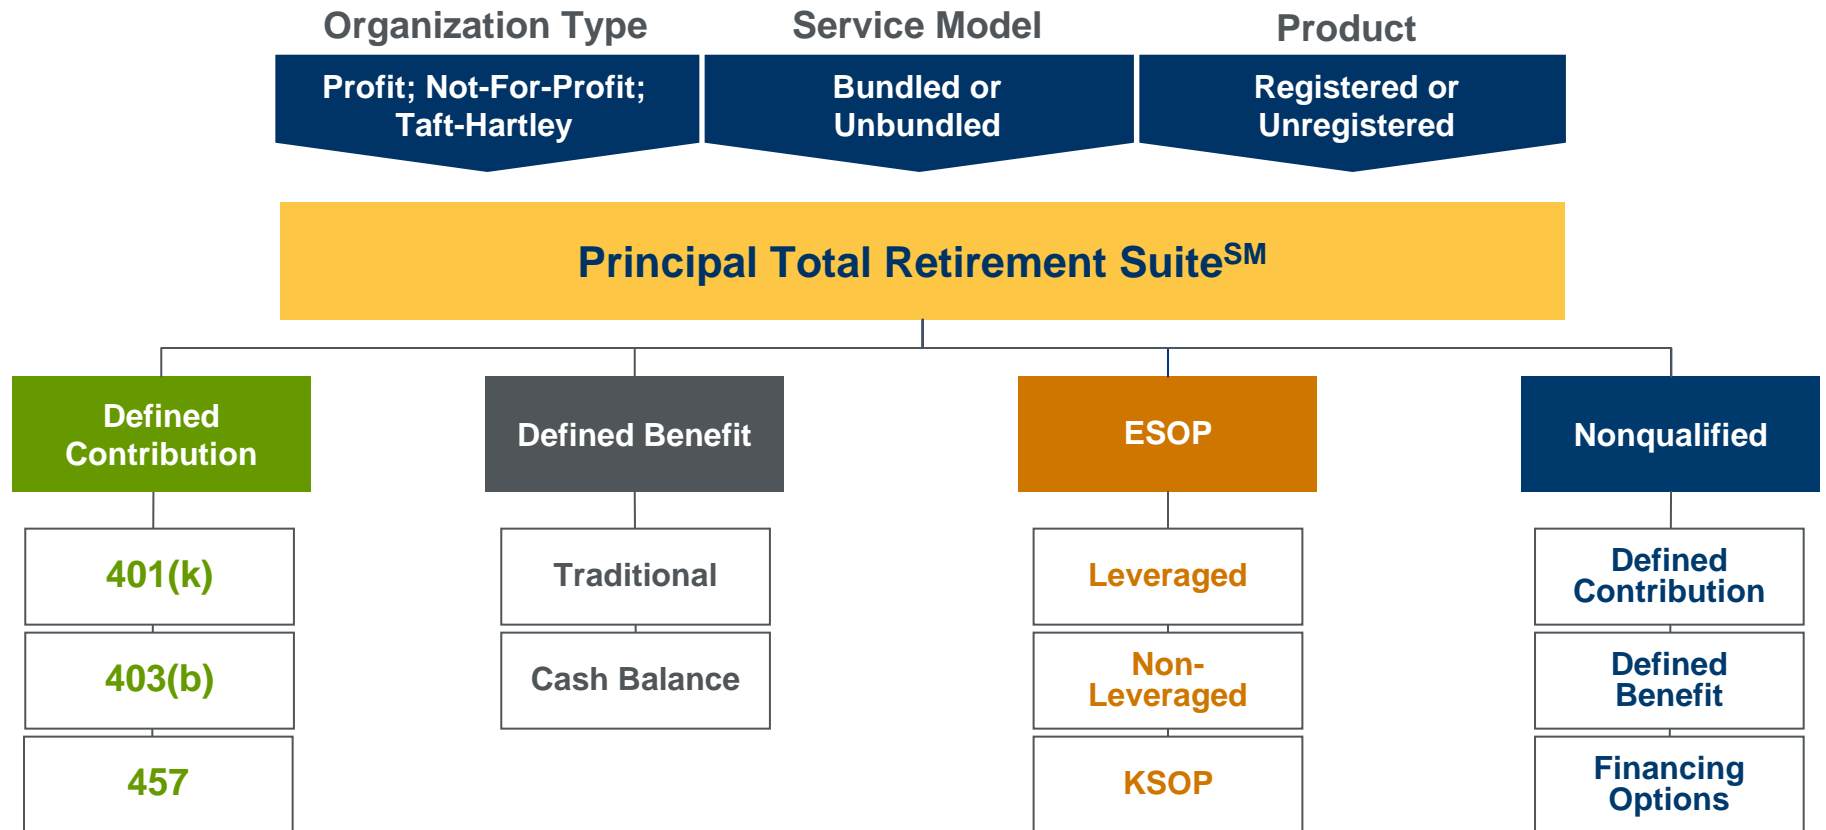 Organization Type
Service Model
Product
Profit; Not-For-Profit;
Taft-Hartley
Bundled or
Unbundled
Registered or
Unregistered
Principal Total Retirement SuiteSM
Defined
Contribution
Defined Benefit
ESOP
Nonqualified
401(k)
Traditional
Leveraged
Defined
Contribution
403(b)
Cash Balance
Non-
Leveraged
Defined
Benefit
457
KSOP
Financing
Options